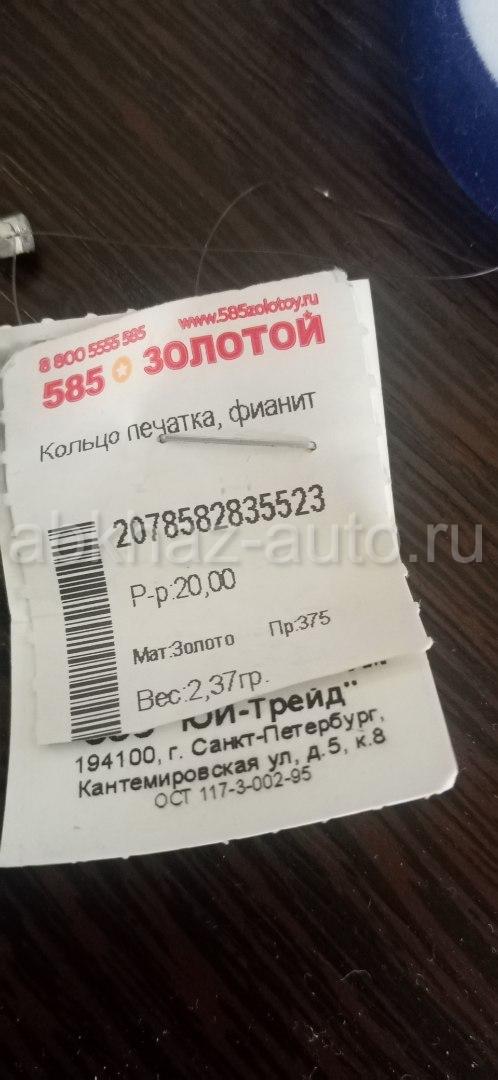 8 800 5555 585 www.585zolotoy.ru
585 ЗОЛОТОЙ
Кольцо печатка, фианит
2078582835523
Р-р:20,00
Мат:Золото Пр:375
Вес:2,37гр.
"ЮИ-Трейд"
194100, г. Санкт-Петербург,
Кантемировская ул, д.5, к.8
ОСТ 117-3-002-95
abkhaz-auto.ru